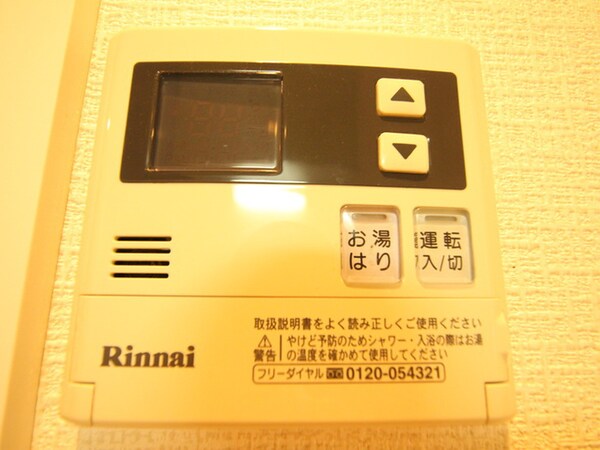 お湯
はり
運転
入/切
取扱説明書をよく読み正しくご使用ください
警告
やけど予防のためシャワー・入浴の際はお湯
の温度を確かめて使用してください
Rinnai
フリーダイヤル 0120-054321